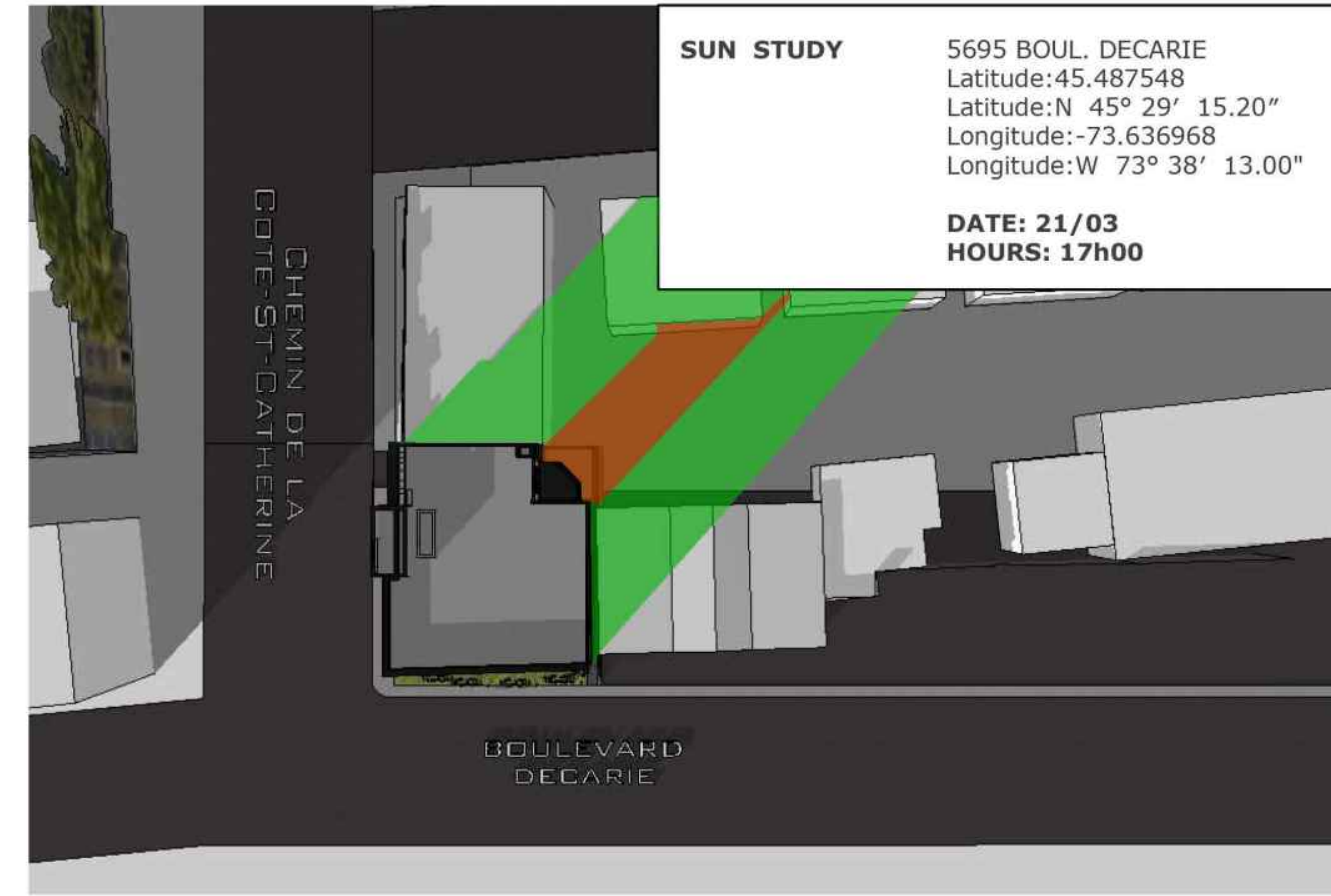 SUN STUDY
5695 BOUL. DECARIE
Latitude:45.487548
Latitude:N 45° 29′ 15.20″
Longitude:-73.636968
Longitude:W 73° 38′ 13.00"
DATE: 21/03
HOURS: 17h00
CHEMIN DE LA
COTE-ST-CATHERINE
BOULEVARD
DECARIE